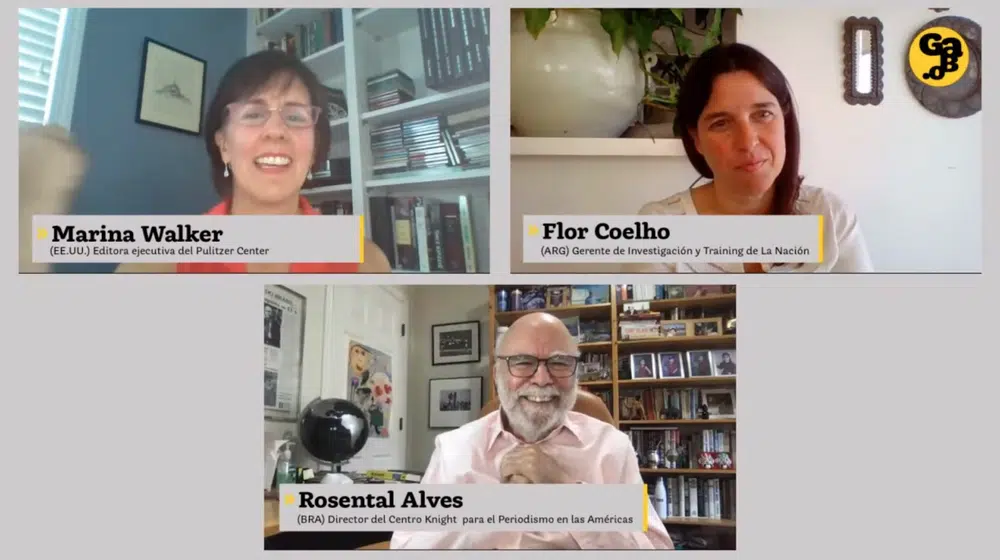 Marina Walker
(EE.UU.) Editora ejecutiva del Pulitzer Center
Flor Coelho
(ARG) Gerente de Investigación y Training de La Nación
Rosental Alves
(BRA) Director del Centro Knight para el Periodismo en las Américas